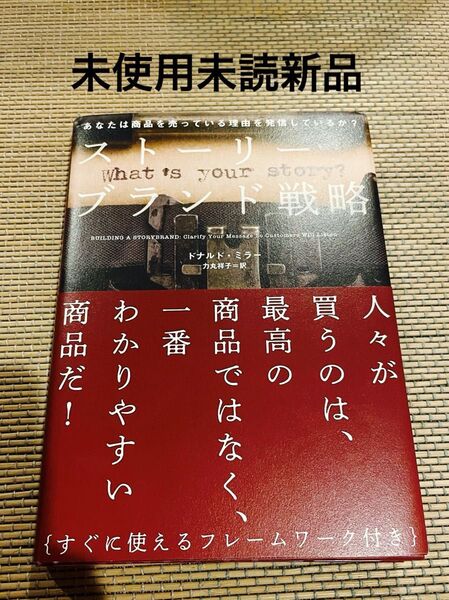 未使用未読新品
あなたは商品を売っている理由を発信しているか？
ストーリー
What's your story?
ブランド戦略
BUILDING A STORYBRAND: Clarify Your Message So Customers Will Listen
ドナルド・ミラー
力丸祥子＝訳
人々が
買うのは、
最高の
商品ではなく、
一番
わかりやすい
商品だ！
{すぐに使えるフレームワーク付き}